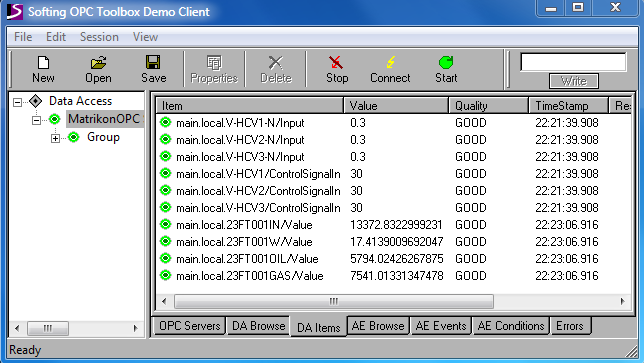 Softing OPC Toolbox Demo Client
File Edit Session View
New Open Save Properties Delete Stop Connect Start Write
Data Access
MatrikonOPC
Group
Item Value Quality TimeStamp Res
main.local.V-HCV1-N/Input 0.3 GOOD 22:21:39.908
main.local.V-HCV2-N/Input 0.3 GOOD 22:21:39.908
main.local.V-HCV3-N/Input 0.3 GOOD 22:21:39.908
main.local.V-HCV1/ControlSignalIn 30 GOOD 22:21:39.908
main.local.V-HCV2/ControlSignalIn 30 GOOD 22:21:39.908
main.local.V-HCV3/ControlSignalIn 30 GOOD 22:21:39.908
main.local.23FT001IN/Value 13372.8322999231 GOOD 22:23:06.916
main.local.23FT001W/Value 17.4139009692047 GOOD 22:23:06.916
main.local.23FT001OIL/Value 5794.02426267875 GOOD 22:23:06.916
main.local.23FT001GAS/Value 7541.01331347478 GOOD 22:23:06.916
OPC Servers DA Browse DA Items AE Browse AE Events AE Conditions Errors
Ready